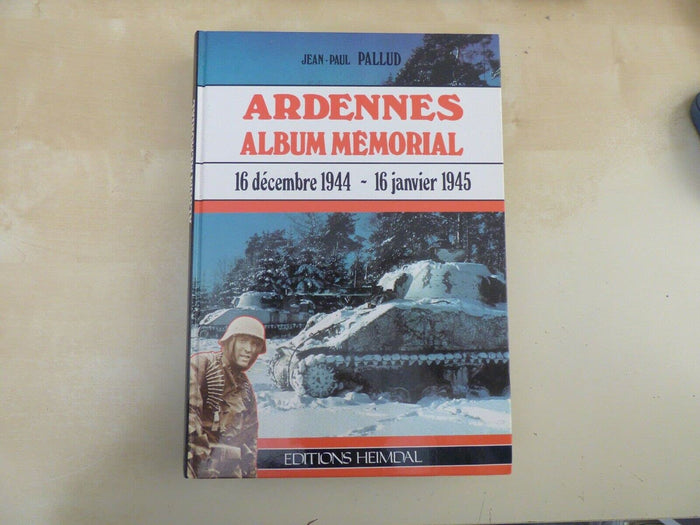 JEAN-PAUL PALLUD
ARDENNES
ALBUM MÉMORIAL
16 décembre 1944 - 16 janvier 1945
EDITIONS HEIMDAL